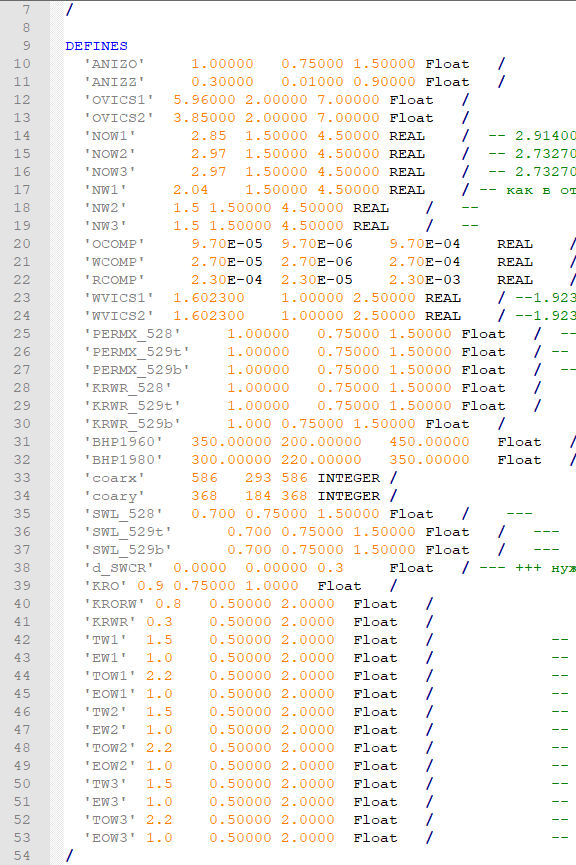 7 /
8
9 DEFINES
10 'ANIZO' 1.00000 0.75000 1.50000 Float /
11 'ANIZZ' 0.30000 0.01000 0.90000 Float /
12 'OVICS1' 5.96000 2.00000 7.00000 Float /
13 'OVICS2' 3.85000 2.00000 7.00000 Float /
14 'NOW1' 2.85 1.50000 4.50000 REAL / -- 2.91400
15 'NOW2' 2.97 1.50000 4.50000 REAL / -- 2.73270
16 'NOW3' 2.97 1.50000 4.50000 REAL / -- 2.73270
17 'NW1' 2.04 1.50000 4.50000 REAL / -- как в от
18 'NW2' 1.5 1.50000 4.50000 REAL / --
19 'NW3' 1.5 1.50000 4.50000 REAL / --
20 'OCOMP' 9.70E-05 9.70E-06 9.70E-04 REAL /
21 'WCOMP' 2.70E-05 2.70E-06 2.70E-04 REAL /
22 'RCOMP' 2.30E-04 2.30E-05 2.30E-03 REAL /
23 'WVICS1' 1.602300 1.00000 2.50000 REAL / --1.923
24 'WVICS2' 1.602300 1.00000 2.50000 REAL / --1.923
25 'PERMX_528' 1.00000 0.75000 1.50000 Float / --
26 'PERMX_529t' 1.00000 0.75000 1.50000 Float / --
27 'PERMX_529b' 1.00000 0.75000 1.50000 Float / --
28 'KRWR_528' 1.00000 0.75000 1.50000 Float /
29 'KRWR_529t' 1.00000 0.75000 1.50000 Float /
30 'KRWR_529b' 1.000 0.75000 1.50000 Float /
31 'BHP1960' 350.00000 200.00000 450.00000 Float /
32 'BHP1980' 300.00000 220.00000 350.00000 Float /
33 'coarx' 586 293 586 INTEGER /
34 'coary' 368 184 368 INTEGER /
35 'SWL_528' 0.700 0.75000 1.50000 Float / ---
36 'SWL_529t' 0.700 0.75000 1.50000 Float / ---
37 'SWL_529b' 0.700 0.75000 1.50000 Float / ---
38 'd_SWCR' 0.0000 0.00000 0.3 Float / --- +++ нуж
39 'KRO' 0.9 0.75000 1.0000 Float /
40 'KRORW' 0.8 0.50000 2.0000 Float /
41 'KRWR' 0.3 0.50000 2.0000 Float /
42 'TW1' 1.5 0.50000 2.0000 Float / --
43 'EW1' 1.0 0.50000 2.0000 Float / --
44 'TOW1' 2.2 0.50000 2.0000 Float / --
45 'EOW1' 1.0 0.50000 2.0000 Float / --
46 'TW2' 1.5 0.50000 2.0000 Float / --
47 'EW2' 1.0 0.50000 2.0000 Float / --
48 'TOW2' 2.2 0.50000 2.0000 Float / --
49 'EOW2' 1.0 0.50000 2.0000 Float / --
50 'TW3' 1.5 0.50000 2.0000 Float / --
51 'EW3' 1.0 0.50000 2.0000 Float / --
52 'TOW3' 2.2 0.50000 2.0000 Float / --
53 'EOW3' 1.0 0.50000 2.0000 Float / --
54 /